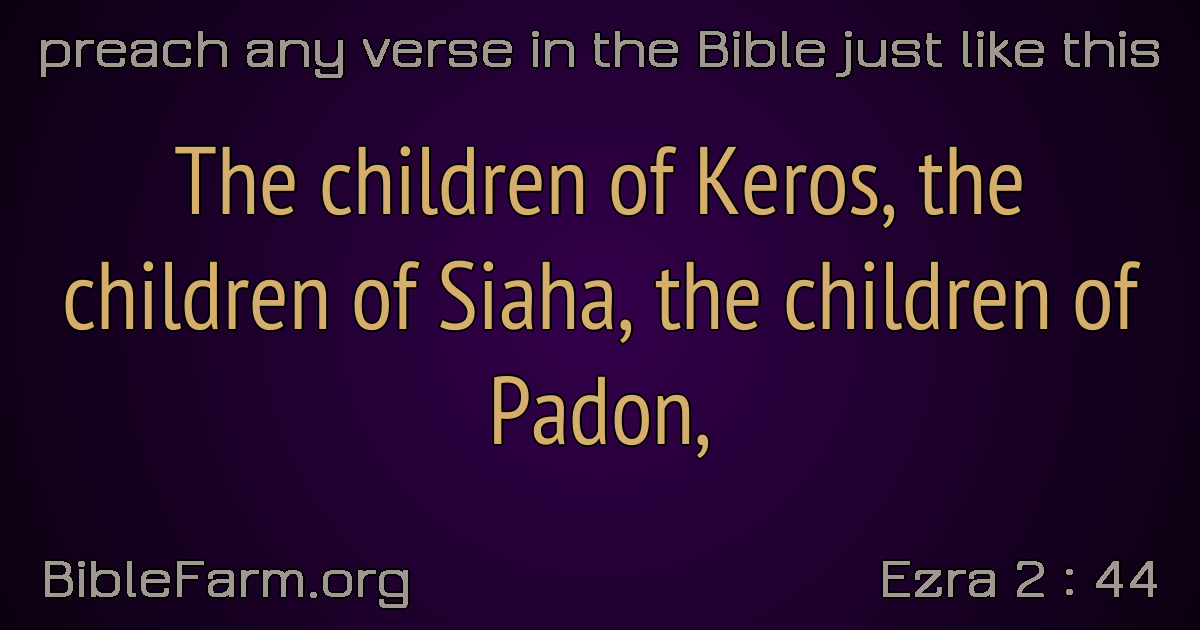 preach any verse in the Bible just like this
The children of Keros, the
children of Siaha, the children of
Padon,
BibleFarm.org
Ezra 2 : 44